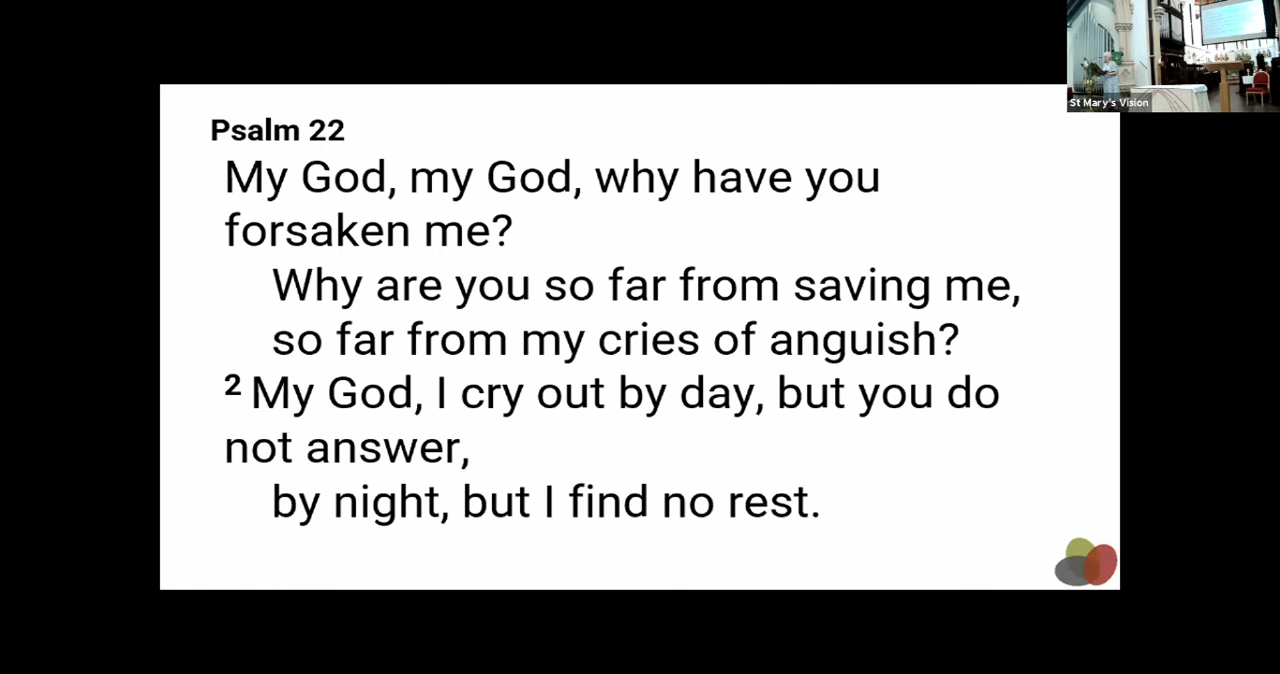 St Mary's Vision
Psalm 22
My God, my God, why have you
forsaken me?
Why are you so far from saving me,
so far from my cries of anguish?
² My God, I cry out by day, but you do
not answer,
by night, but I find no rest.